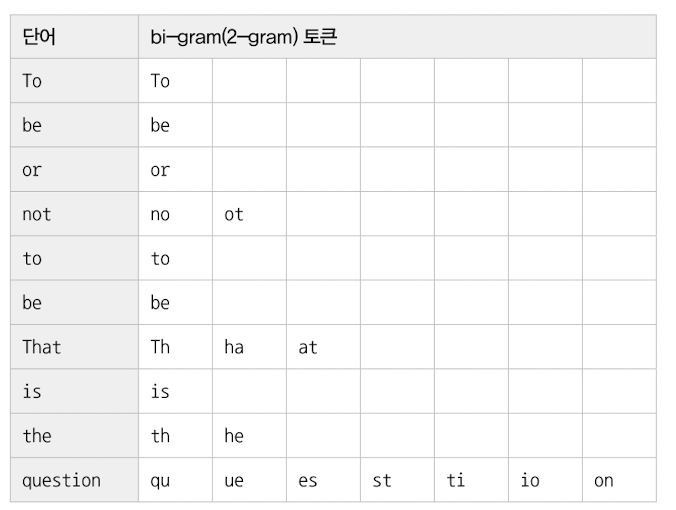 단어 bi-gram(2-gram) 토큰
To To
be be
or or
not no ot
to to
be be
That Th ha at
is is
the th he
question qu ue es st ti io on